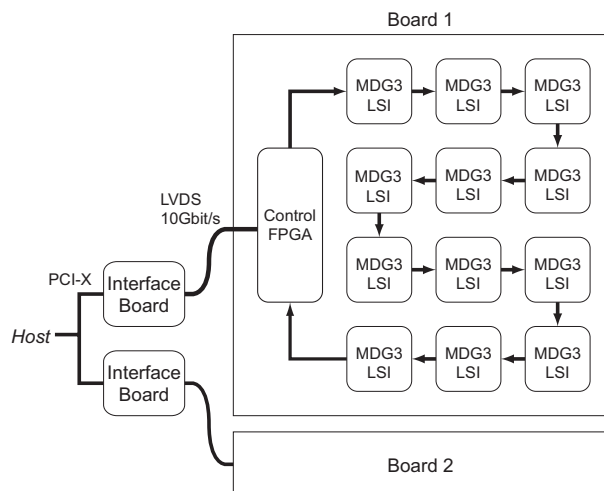 Board 1
MDG3
LSI
MDG3
LSI
MDG3
LSI
MDG3
LSI
MDG3
LSI
MDG3
LSI
LVDS
10Gbit/s
Control
FPGA
MDG3
LSI
MDG3
LSI
MDG3
LSI
PCI-X
Interface
Board
Host
Interface
Board
MDG3
LSI
MDG3
LSI
MDG3
LSI
Board 2